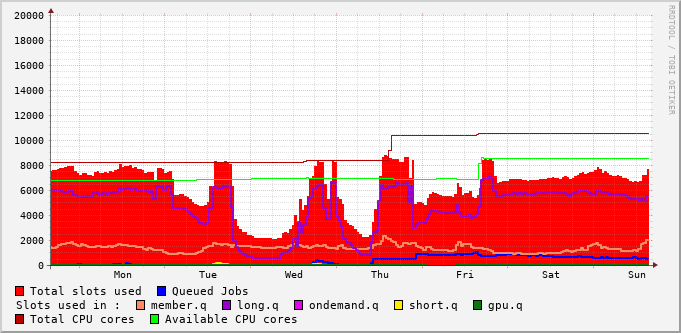 20000
18000
16000
14000
12000
10000
8000
6000
4000
2000
0
Mon Tue Wed Thu Fri Sat Sun
RRDTOOL / TOBI OETIKER
Total slots used Queued Jobs
Slots used in : member.q long.q ondemand.q short.q gpu.q
Total CPU cores Available CPU cores